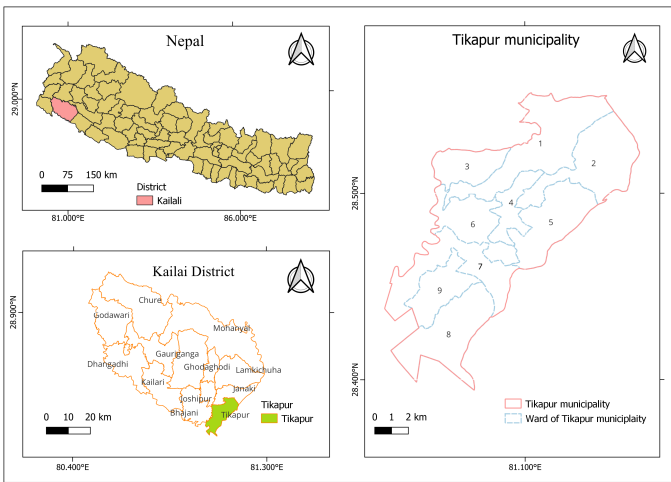 Nepal
29.000°N
0 75 150 km
District
Kailali
81.000°E
86.000°E
Kailai District
28.900°N
Chure
Godawari
Mohanyal
Dhangadhi
Gauriganga
Ghodaghodi
Lamkichuha
Kailari
Janaki
Joshipur
Bhajani
Tikapur
0 10 20 km
Tikapur
Tikapur
80.400°E
81.300°E
Tikapur municipality
1
2
3
4
5
6
7
8
9
28.500°N
28.400°N
0 1 2 km
Tikapur municipality
Ward of Tikapur municiplaity
81.100°E